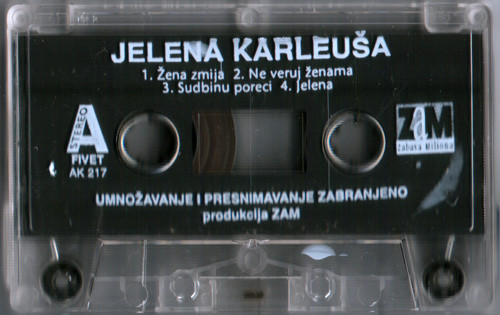 JELENA KARLEUŠA
1. Žena zmija 2. Ne veruj ženama
3. Sudbinu poreci 4. Jelena
A
STEREO
FIVET
AK 217
ZaM
Zabava Miliona
UMNOŽAVANJE I PRESNIMAVANJE ZABRANJENO
produkcija ZAM